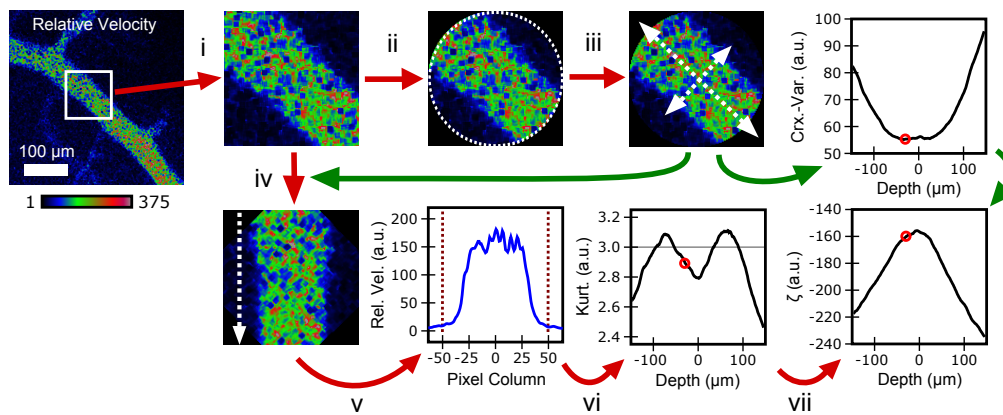 Relative Velocity
100 µm
1 375
i
ii
iii
iv
v
vi
vii
Crx.-Var. (a.u.)
100
90
80
70
60
50
-100 0 100
Depth (µm)
Rel. Vel. (a.u.)
200
150
100
50
0
-50 -25 0 25 50
Pixel Column
Kurt. (a.u.)
3.2
3.0
2.8
2.6
2.4
-100 0 100
Depth (µm)
ζ (a.u.)
-140
-160
-180
-200
-220
-240
-100 0 100
Depth (µm)